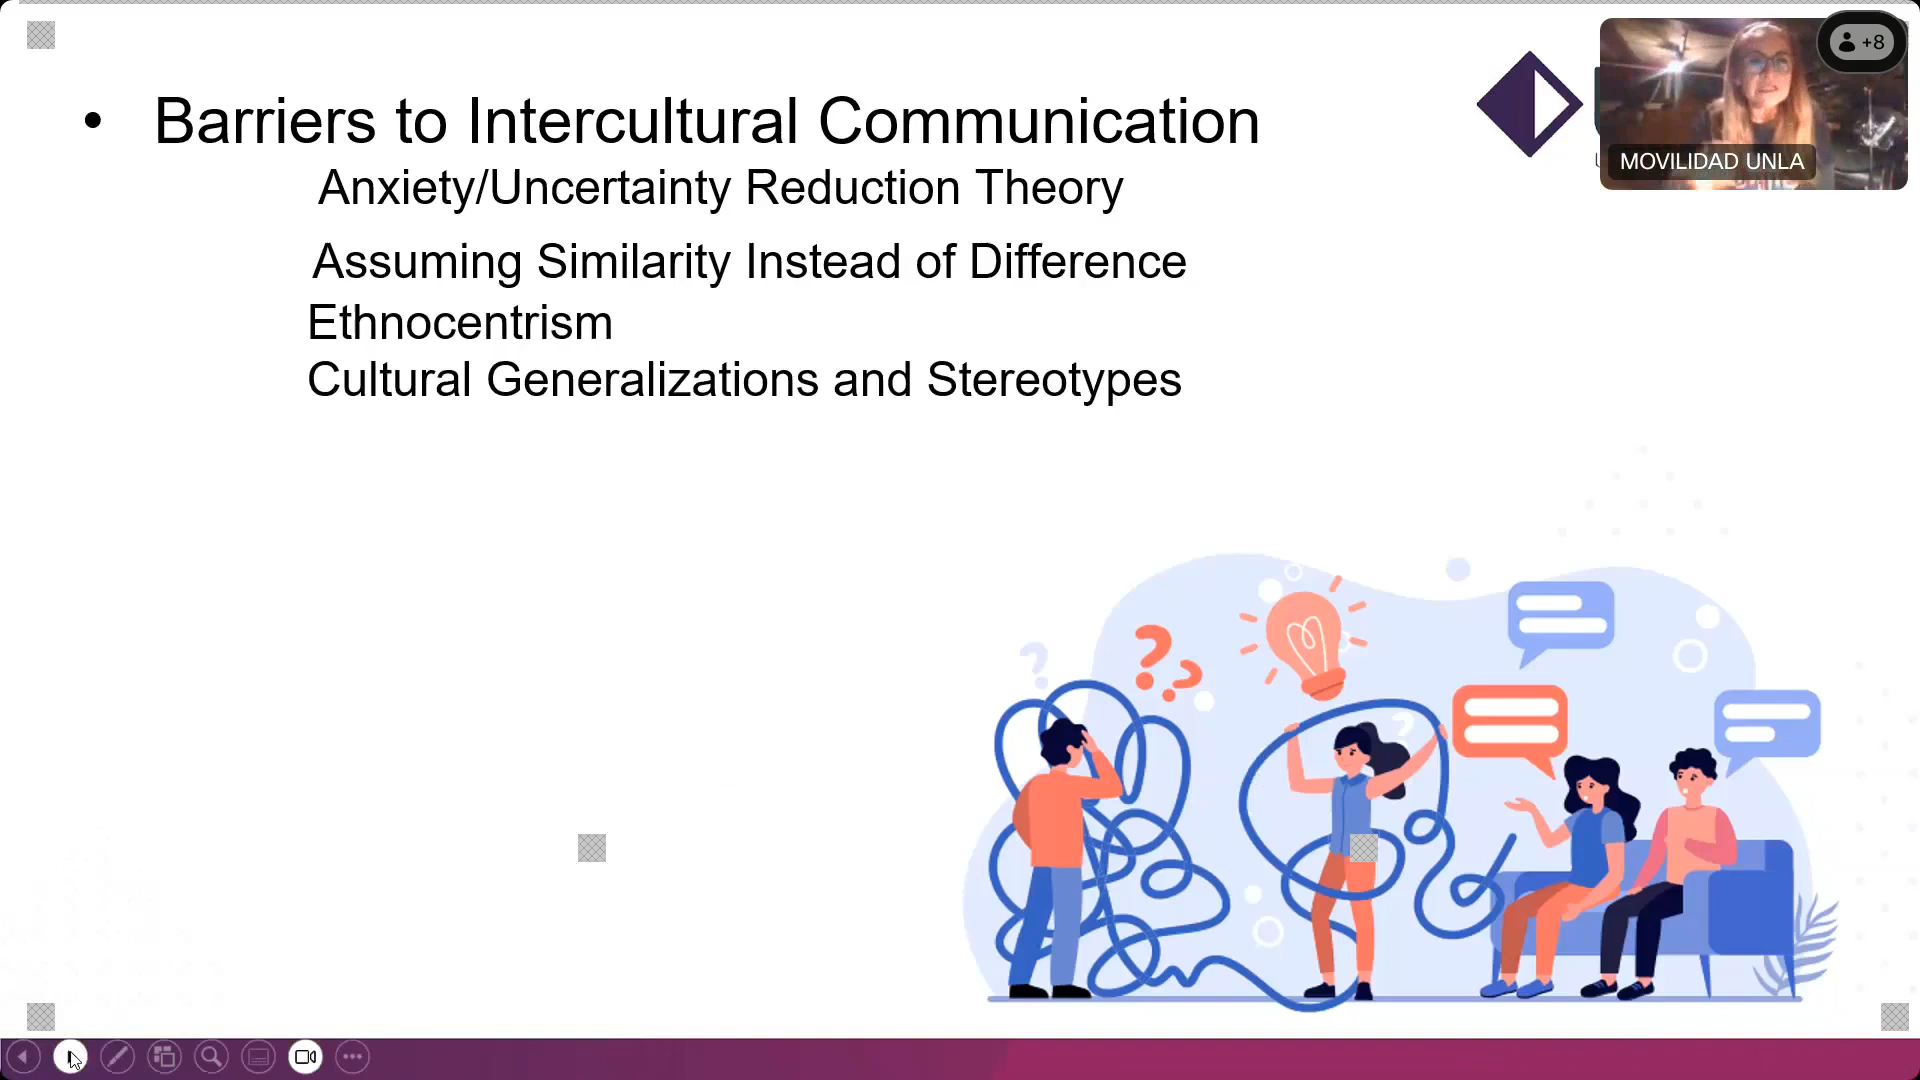 • Barriers to Intercultural Communication
Anxiety/Uncertainty Reduction Theory
Assuming Similarity Instead of Difference
Ethnocentrism
Cultural Generalizations and Stereotypes
+8
MOVILIDAD UNLA